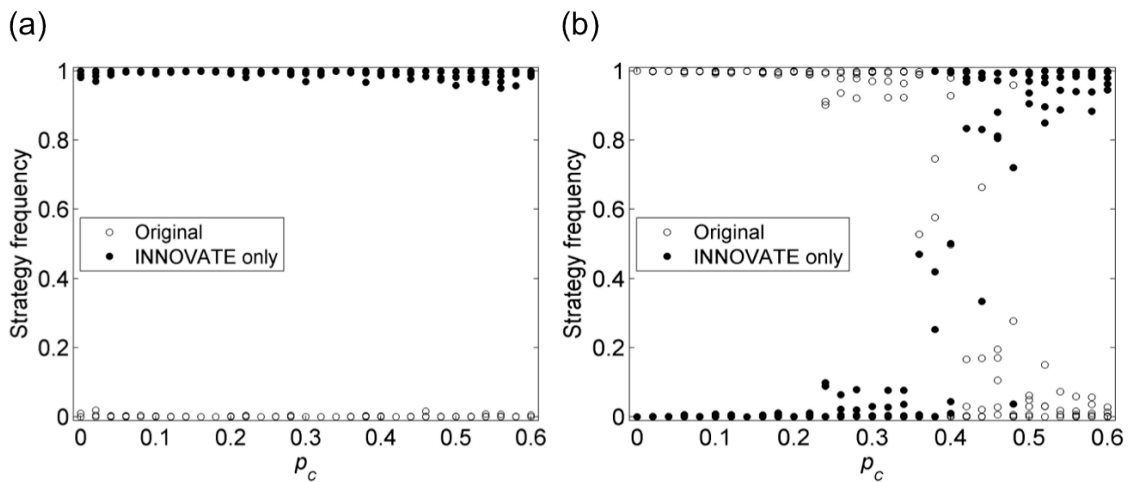 (a)
1
0.8
0.6
0.4
0.2
0
Strategy frequency
Original
INNOVATE only
0 0.1 0.2 0.3 0.4 0.5 0.6
p_c
(b)
1
0.8
0.6
0.4
0.2
0
Strategy frequency
Original
INNOVATE only
0 0.1 0.2 0.3 0.4 0.5 0.6
p_c